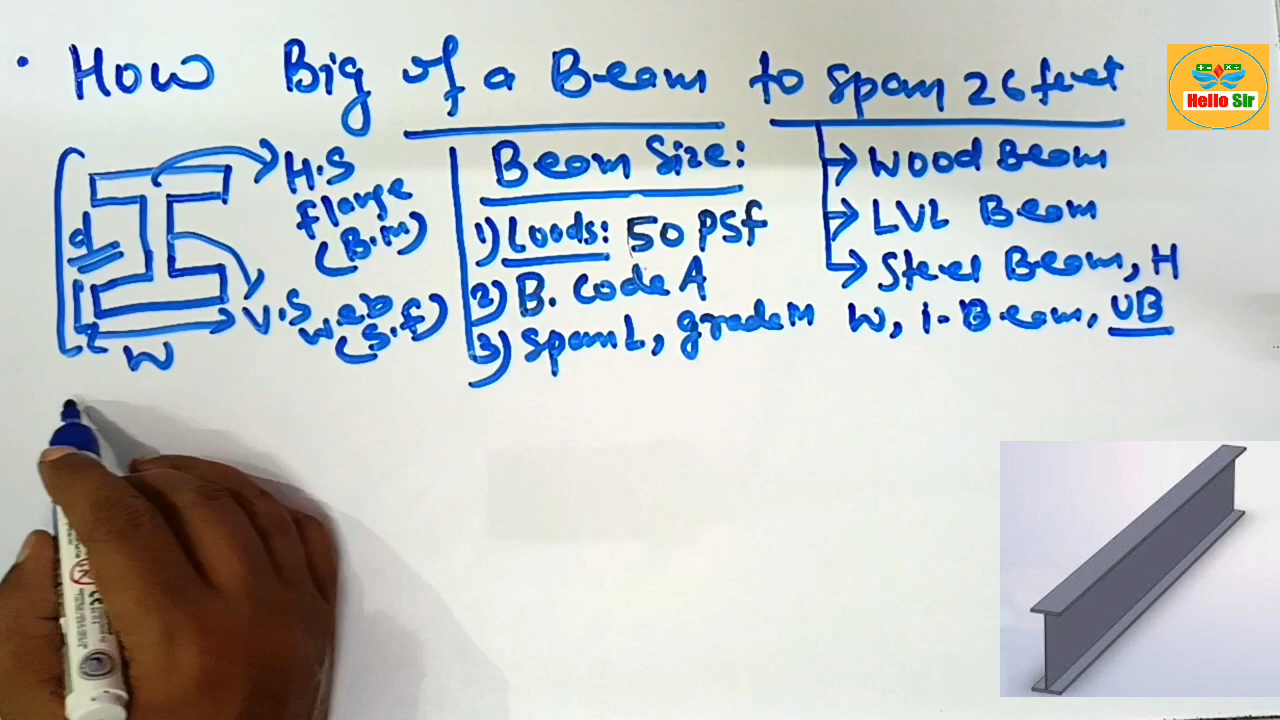 • How Big of a Beam to span 26 feet
Hello Sir
H.S
flange
(B.M)
d
V.S
web
(S.f)
W
Beam Size:
1) Loads: 50 PSf
2) B. code A
3) Span L, grade M
Wood Beam
LVL Beam
Steel Beam, H
W, i-Beam, UB